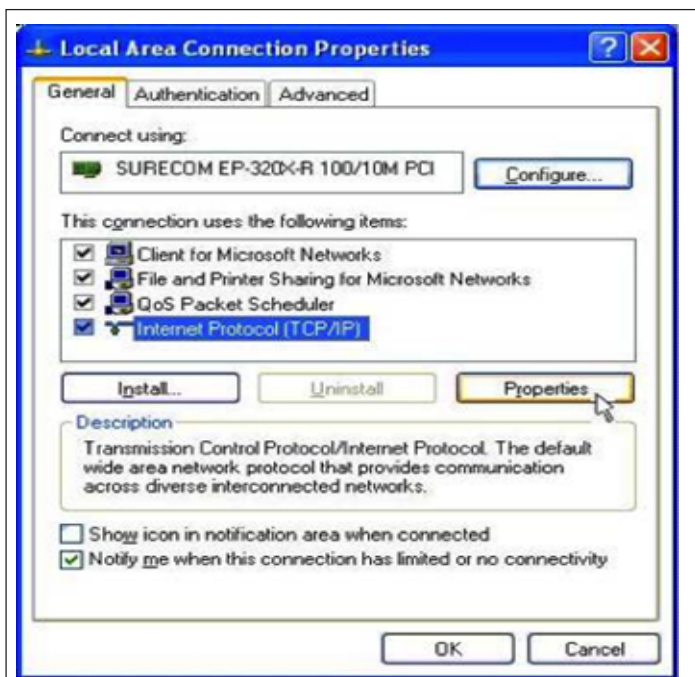 Local Area Connection Properties
General Authentication Advanced
Connect using:
SURECOM EP-320X-R 100/10M PCI Configure...
This connection uses the following items:
Client for Microsoft Networks
File and Printer Sharing for Microsoft Networks
QoS Packet Scheduler
Internet Protocol (TCP/IP)
Install... Uninstall Properties
Description
Transmission Control Protocol/Internet Protocol. The default
wide area network protocol that provides communication
across diverse interconnected networks.
Show icon in notification area when connected
Notify me when this connection has limited or no connectivity
OK Cancel